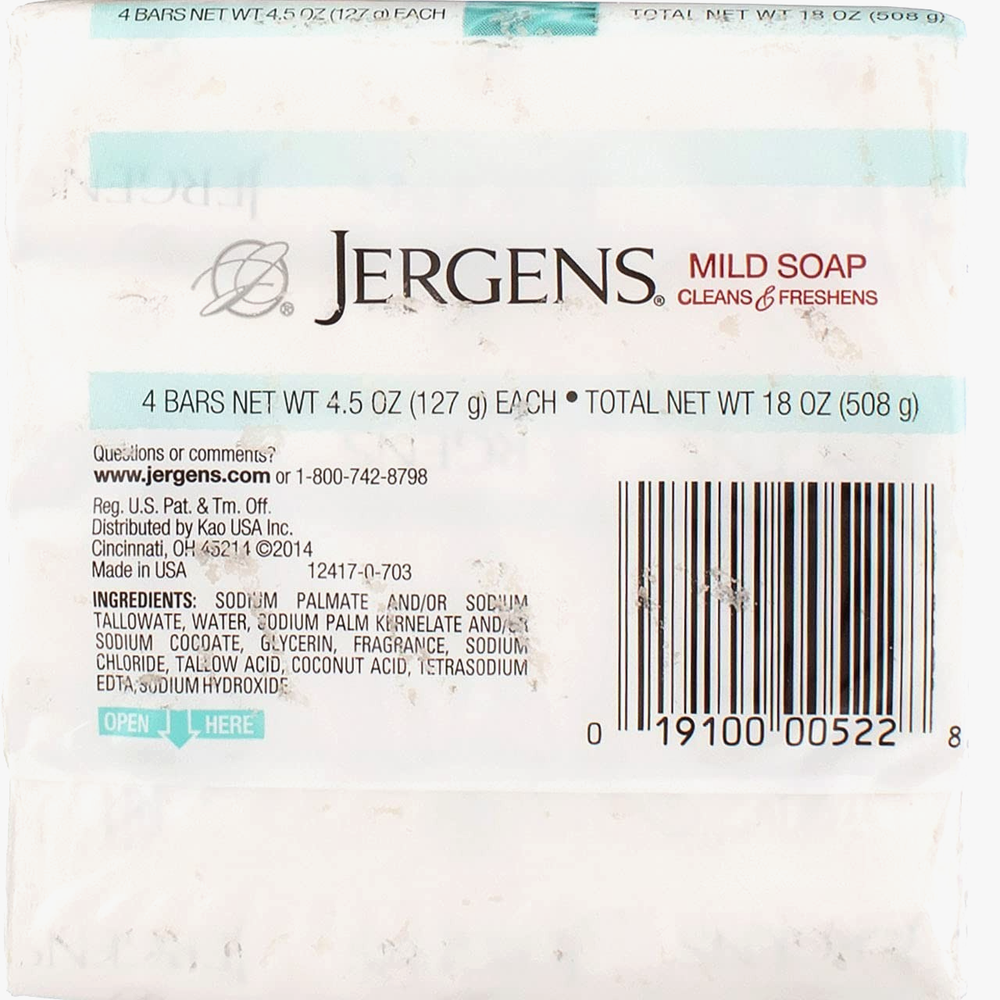 4 BARS NET WT 4.5 OZ (127 g) EACH TOTAL NET WT 18 OZ (508 g)
JERGENS® MILD SOAP
CLEANS & FRESHENS
4 BARS NET WT 4.5 OZ (127 g) EACH • TOTAL NET WT 18 OZ (508 g)
Questions or comments?
www.jergens.com or 1-800-742-8798
Reg. U.S. Pat. & Tm. Off.
Distributed by Kao USA Inc.
Cincinnati, OH 45214 ©2014
Made in USA 12417-0-703
INGREDIENTS: SODIUM PALMATE AND/OR SODIUM
TALLOWATE, WATER, SODIUM PALM KERNELATE AND/OR
SODIUM COCOATE, GLYCERIN, FRAGRANCE, SODIUM
CHLORIDE, TALLOW ACID, COCONUT ACID, TETRASODIUM
EDTA, SODIUM HYDROXIDE
OPEN HERE
0 19100 00522 8